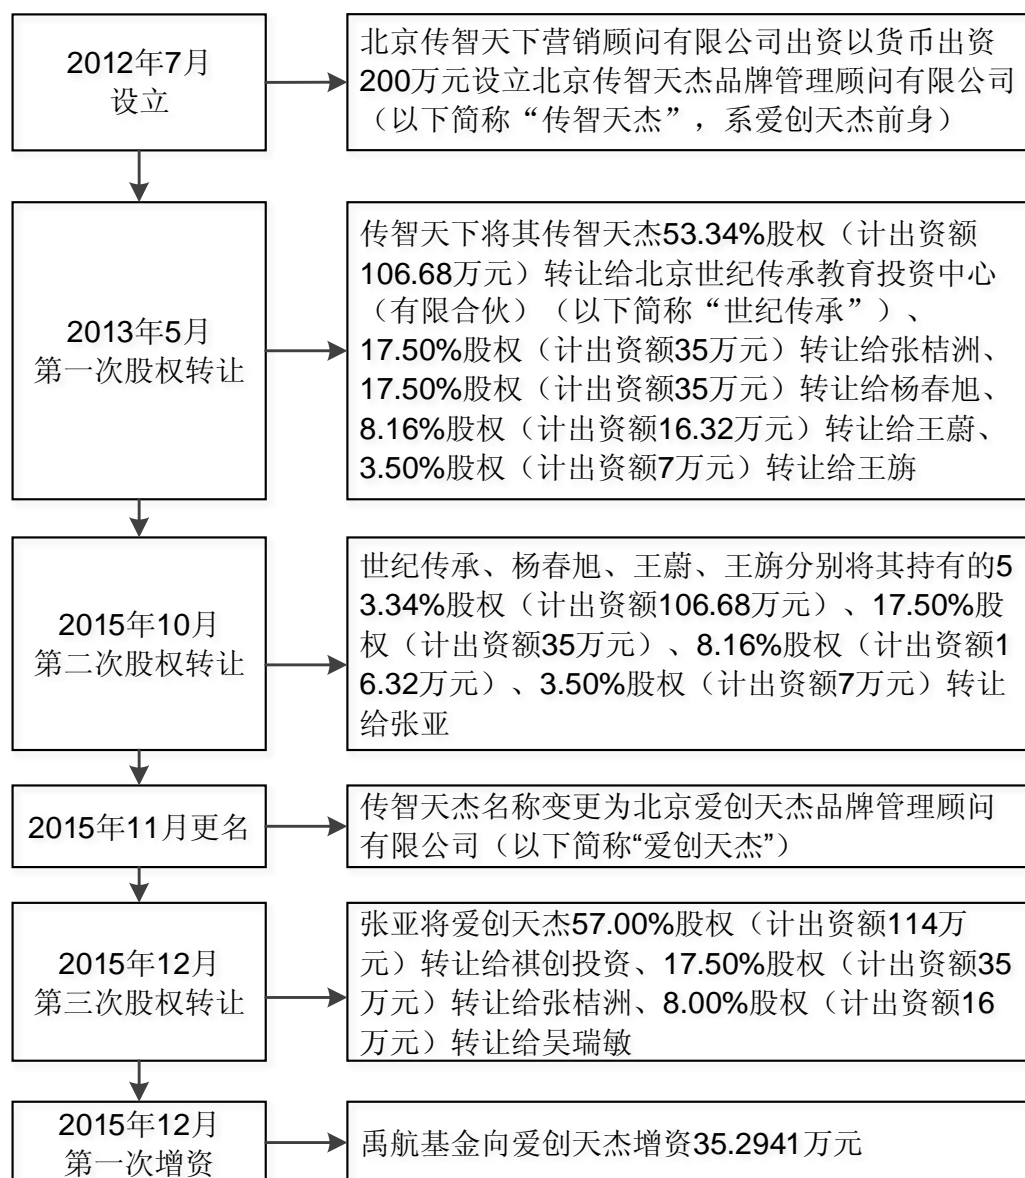 2012年7月
设立
北京传智天下营销顾问有限公司出资以货币出资
200万元设立北京传智天杰品牌管理顾问有限公司
（以下简称“传智天杰”，系爱创天杰前身）
2013年5月
第一次股权转让
传智天下将其传智天杰53.34%股权（计出资额
106.68万元）转让给北京世纪传承教育投资中心
（有限合伙）（以下简称“世纪传承”）、
17.50%股权（计出资额35万元）转让给张桔洲、
17.50%股权（计出资额35万元）转让给杨春旭、
8.16%股权（计出资额16.32万元）转让给王蔚、
3.50%股权（计出资额7万元）转让给王旃
2015年10月
第二次股权转让
世纪传承、杨春旭、王蔚、王旃分别将其持有的5
3.34%股权（计出资额106.68万元）、17.50%股
权（计出资额35万元）、8.16%股权（计出资额1
6.32万元）、3.50%股权（计出资额7万元）转让
给张亚
2015年11月更名
传智天杰名称变更为北京爱创天杰品牌管理顾问
有限公司（以下简称“爱创天杰”）
2015年12月
第三次股权转让
张亚将爱创天杰57.00%股权（计出资额114万
元）转让给祺创投资、17.50%股权（计出资额35
万元）转让给张桔洲、8.00%股权（计出资额16
万元）转让给吴瑞敏
2015年12月
第一次增资
禹航基金向爱创天杰增资35.2941万元